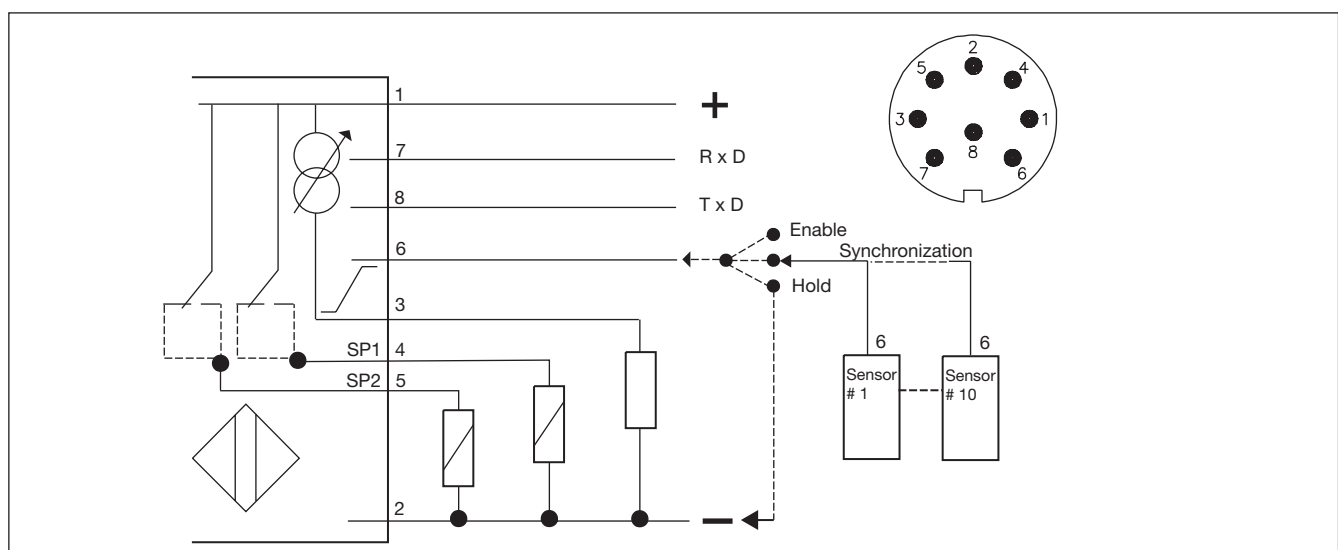 1
+
7
R x D
8
T x D
6
Enable
Synchronization
Hold
3
SP1 4
SP2 5
2
−
6
6
Sensor
# 1
Sensor
# 10
2
5
4
3
1
8
7
6